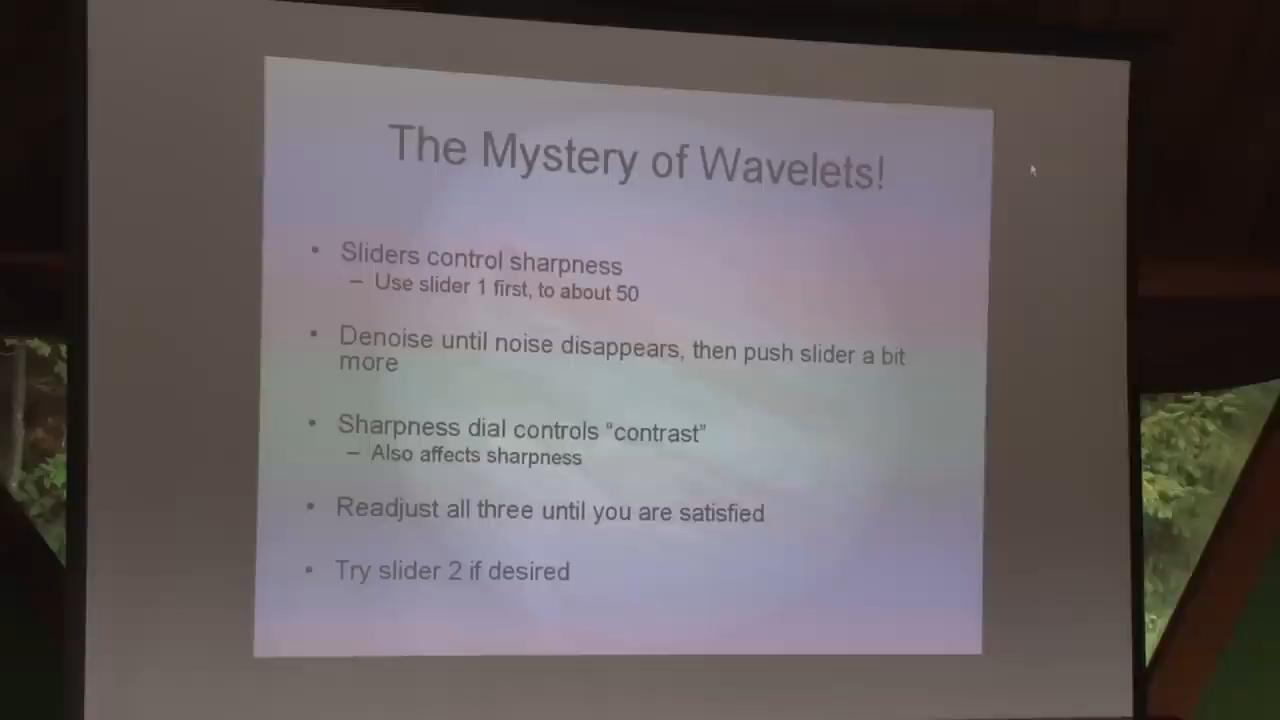 The Mystery of Wavelets!
• Sliders control sharpness
– Use slider 1 first, to about 50
• Denoise until noise disappears, then push slider a bit
more
• Sharpness dial controls “contrast”
– Also affects sharpness
• Readjust all three until you are satisfied
• Try slider 2 if desired